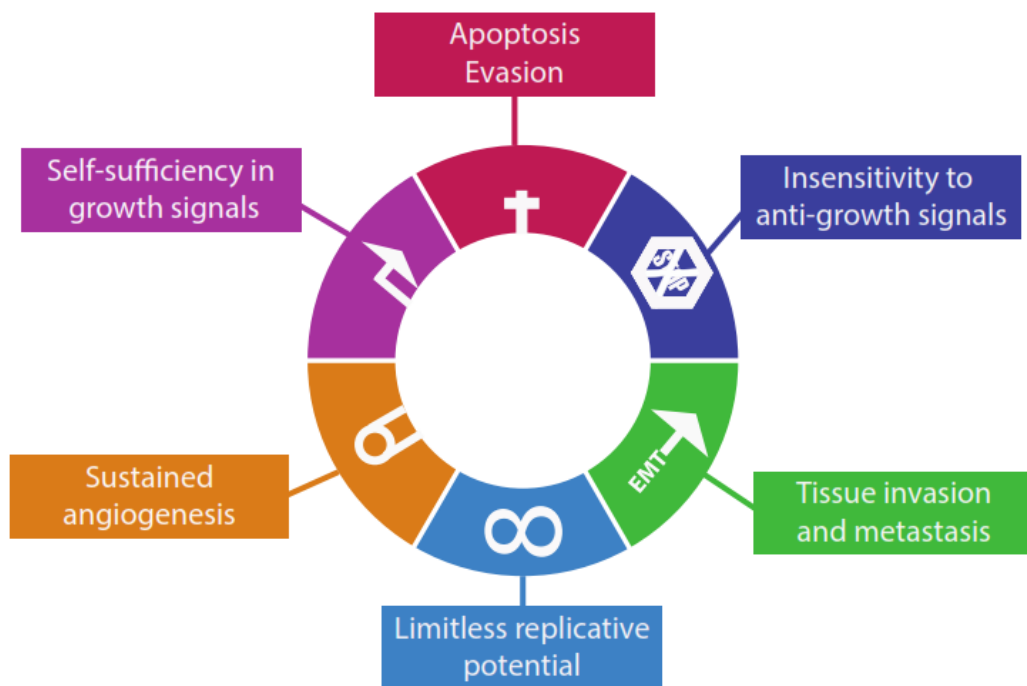 Apoptosis
Evasion
Self-sufficiency in
growth signals
Insensitivity to
anti-growth signals
STOP
EMT
Sustained
angiogenesis
Tissue invasion
and metastasis
Limitless replicative
potential